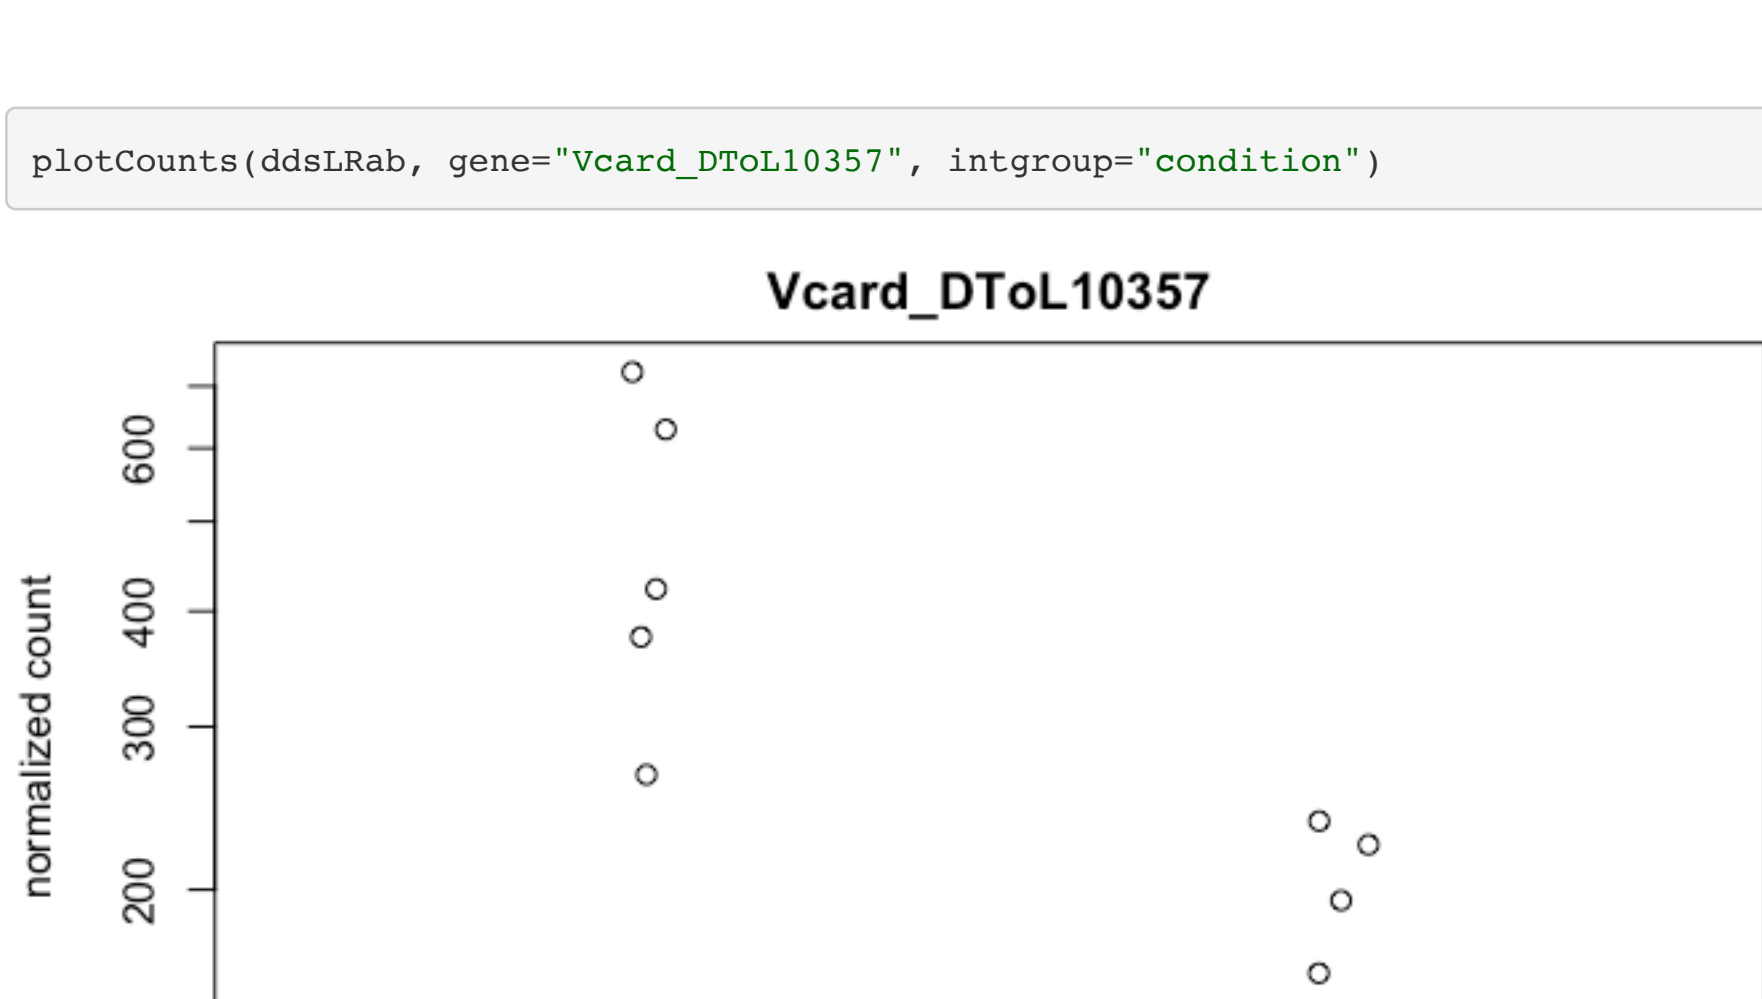 plotCounts(ddsLRab, gene="Vcard_DToL10357", intgroup="condition")
Vcard_DToL10357
600
400
300
200
normalized count